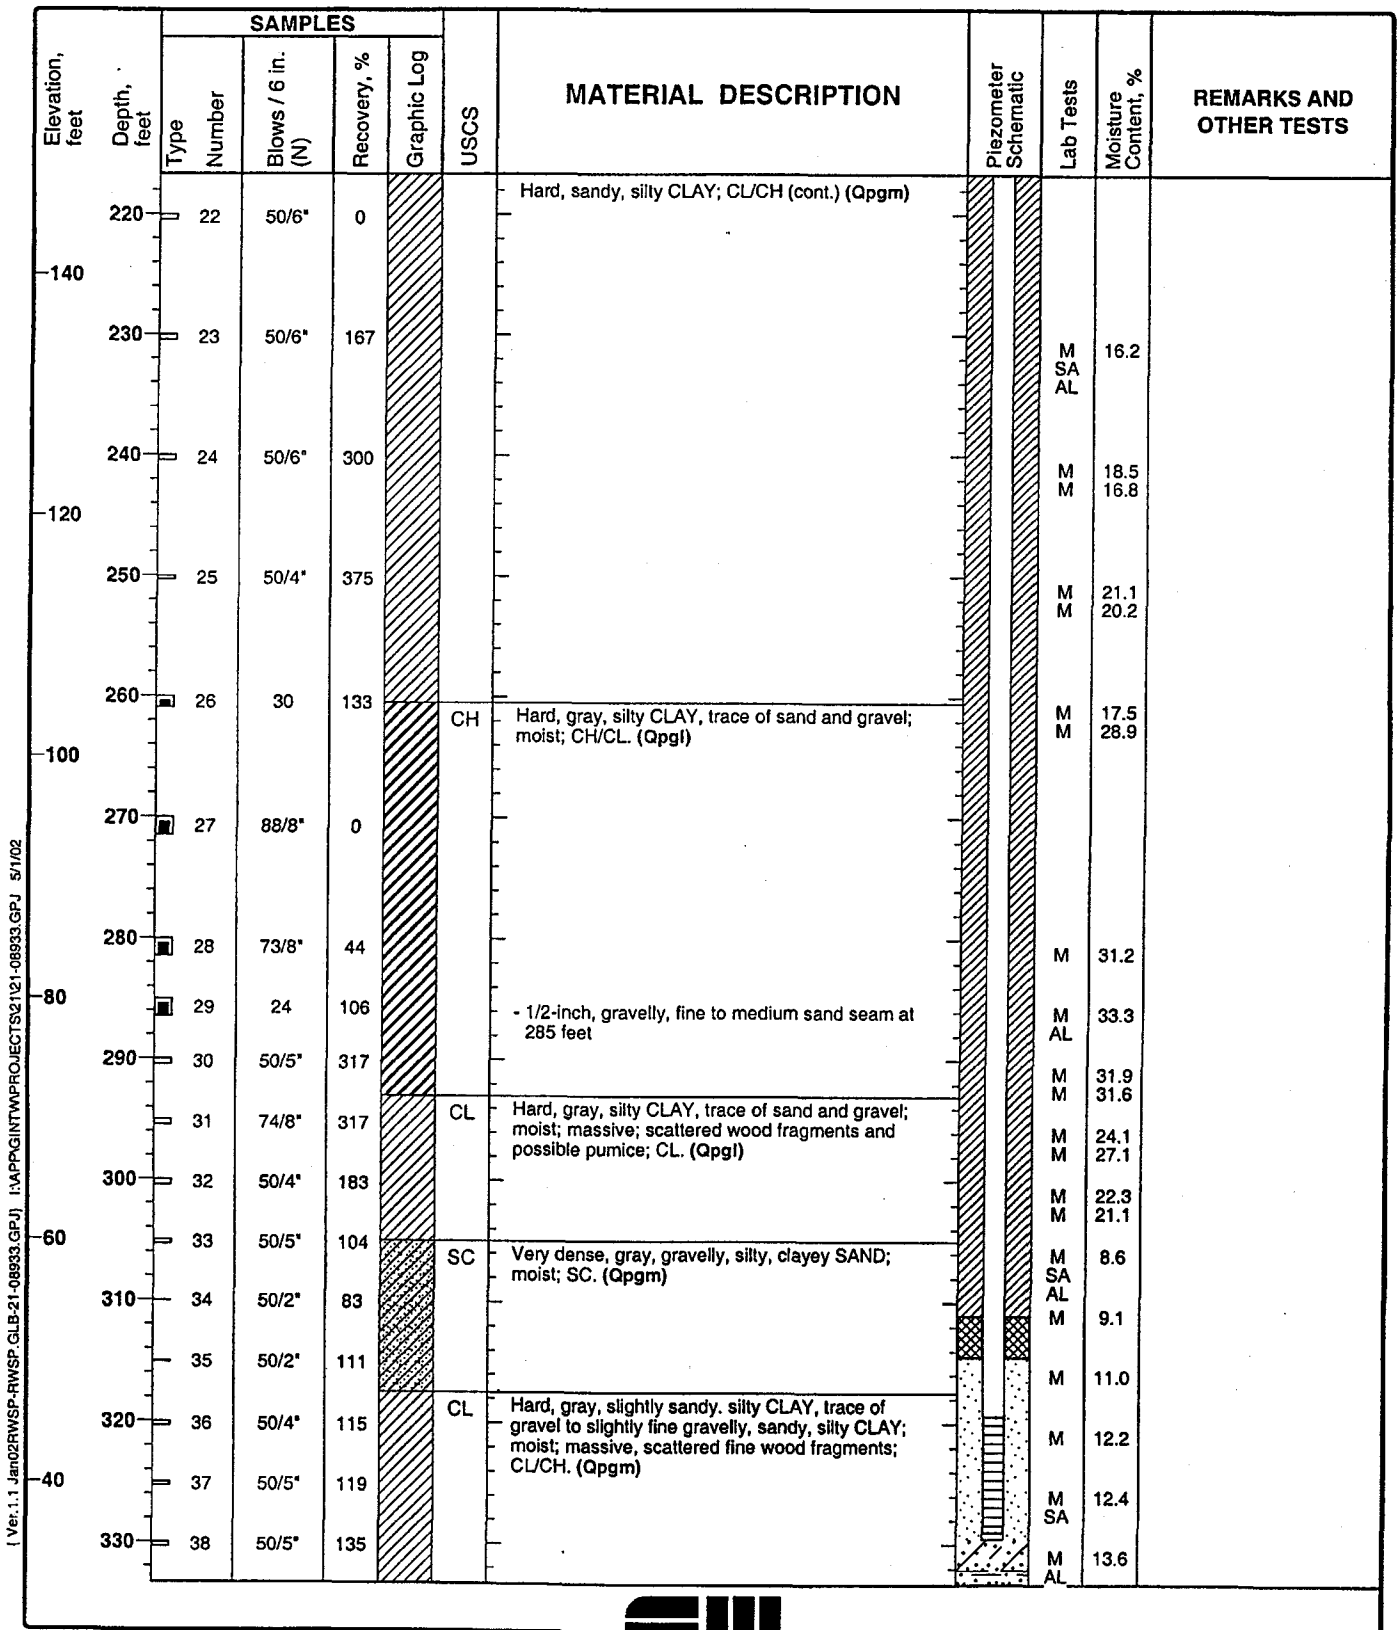 SAMPLES
Elevation, feet
Depth, feet
Type
Number
Blows / 6 in. (N)
Recovery, %
Graphic Log
USCS
MATERIAL DESCRIPTION
Piezometer Schematic
Lab Tests
Moisture Content, %
REMARKS AND OTHER TESTS
Hard, sandy, silty CLAY; CL/CH (cont.) (Qpgm)
220 22 50/6" 0
140
230 23 50/6" 167
M 16.2
SA
AL
240 24 50/6" 300
M 18.5
M 16.8
120
250 25 50/4" 375
M 21.1
M 20.2
260 26 30 133
CH Hard, gray, silty CLAY, trace of sand and gravel; M 17.5
moist; CH/CL. (Qpgl) M 28.9
100
270 27 88/8" 0
280 28 73/8" 44 M 31.2
80
29 24 106 - 1/2-inch, gravelly, fine to medium sand seam at M 33.3
285 feet AL
290 30 50/5" 317
M 31.9
M 31.6
31 74/8" 317 CL Hard, gray, silty CLAY, trace of sand and gravel;
moist; massive; scattered wood fragments and M 24.1
possible pumice; CL. (Qpgl) M 27.1
300 32 50/4" 183
M 22.3
M 21.1
60
33 50/5" 104
SC Very dense, gray, gravelly, silty, clayey SAND; M 8.6
moist; SC. (Qpgm) SA
AL
310 34 50/2" 83
M 9.1
35 50/2" 111
M 11.0
CL Hard, gray, slightly sandy. silty CLAY, trace of
320 36 50/4" 115 gravel to slightly fine gravelly, sandy, silty CLAY;
moist; massive, scattered fine wood fragments; M 12.2
CL/CH. (Qpgm)
40
37 50/5" 119
M 12.4
SA
330 38 50/5" 135
M 13.6
AL
( Ver.1.1 Jan02RWSP-RWSP.GLB-21-08933.GPJ) I:\APP\GINTW\PROJECTS\21\21-08933.GPJ 5/1/02